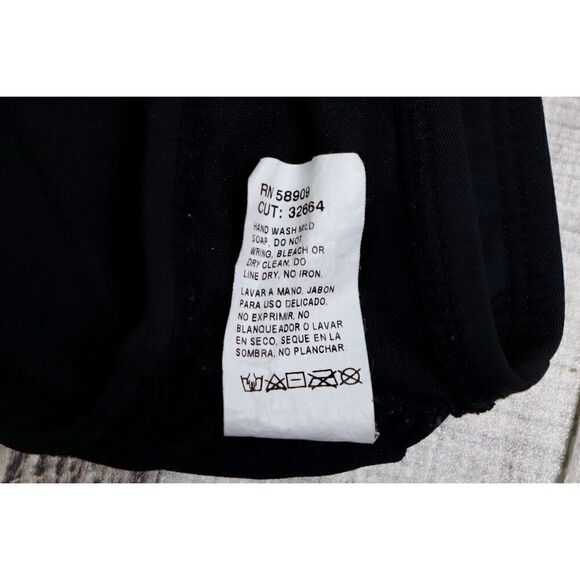 RN 58909
CUT: 32664
HAND WASH MILD
SOAP, DO NOT
WRING, BLEACH OR
DRY CLEAN, DO
LINE DRY, NO IRON.
LAVAR A MANO, JABON
PARA USO DELICADO.
NO EXPRIMIR, NO
BLANQUEADOR O LAVAR
EN SECO, SEQUE EN LA
SOMBRA, NO PLANCHAR.